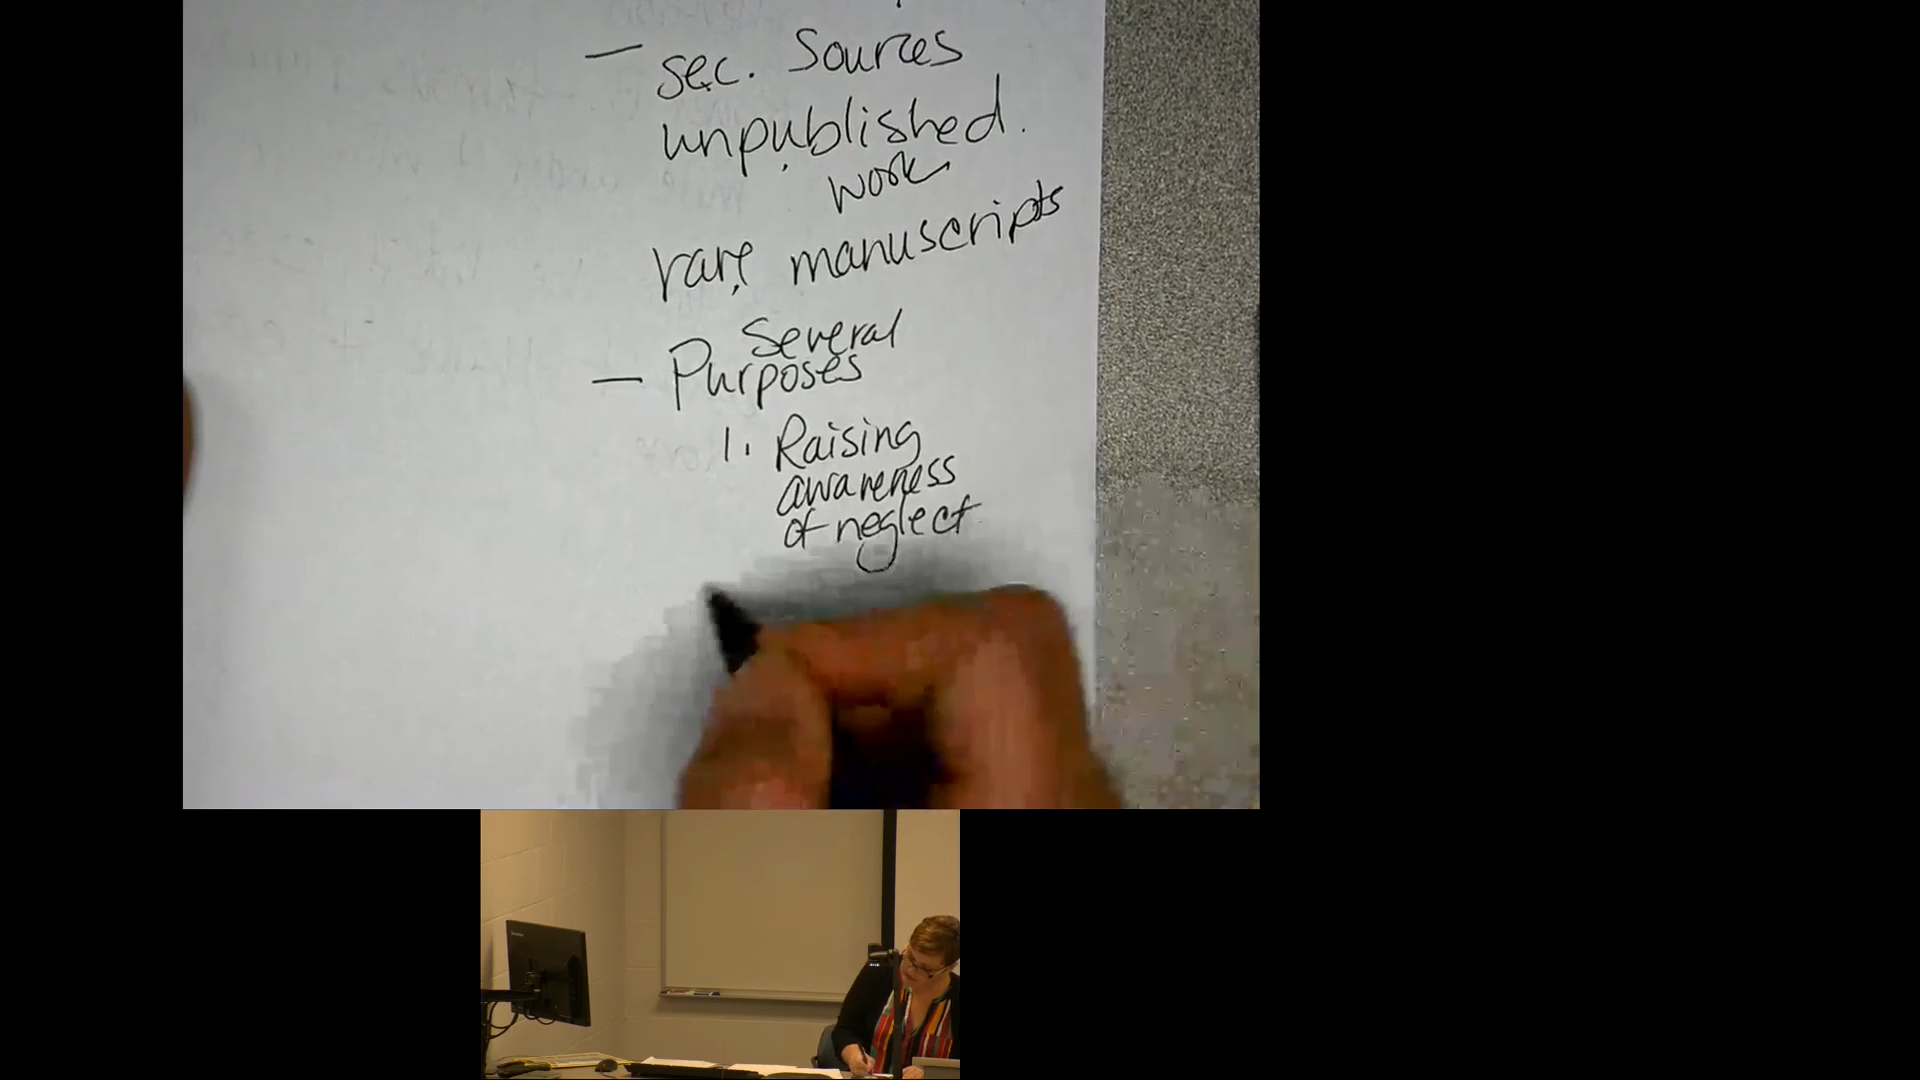 — sec. Sources
unpublished.
work
rare manuscripts
Several
— Purposes
1. Raising
awareness
of neglect